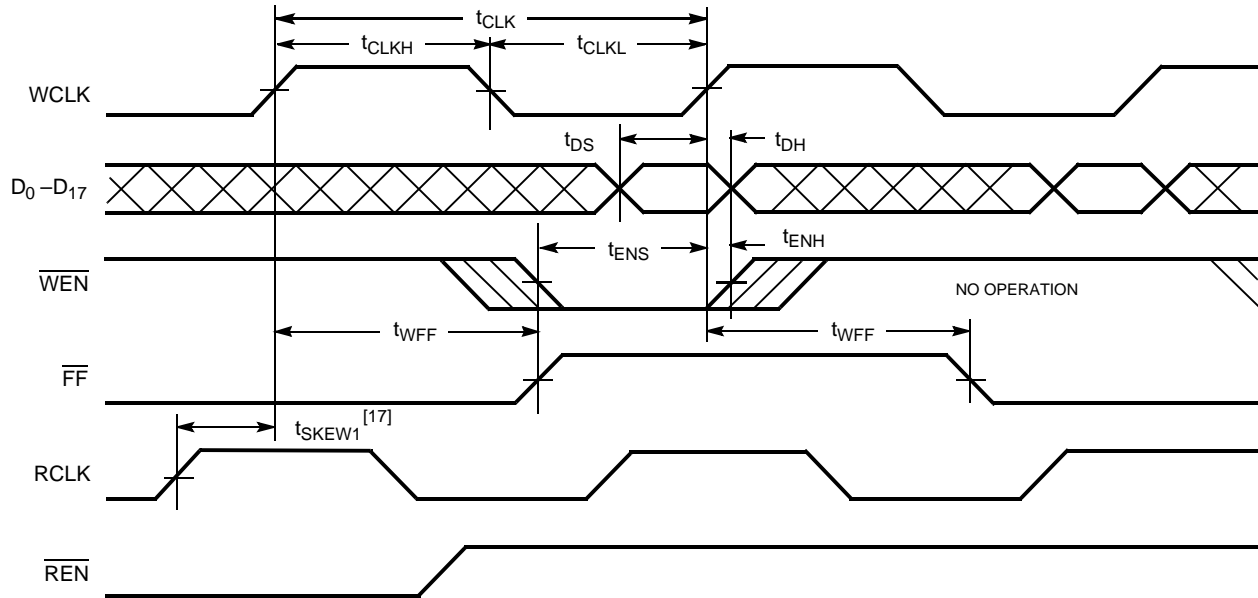 tCLK
tCLKH
tCLKL
WCLK
tDS
tDH
D0 –D17
tENS
tENH
WEN
NO OPERATION
tWFF
tWFF
FF
tSKEW1 [17]
RCLK
REN